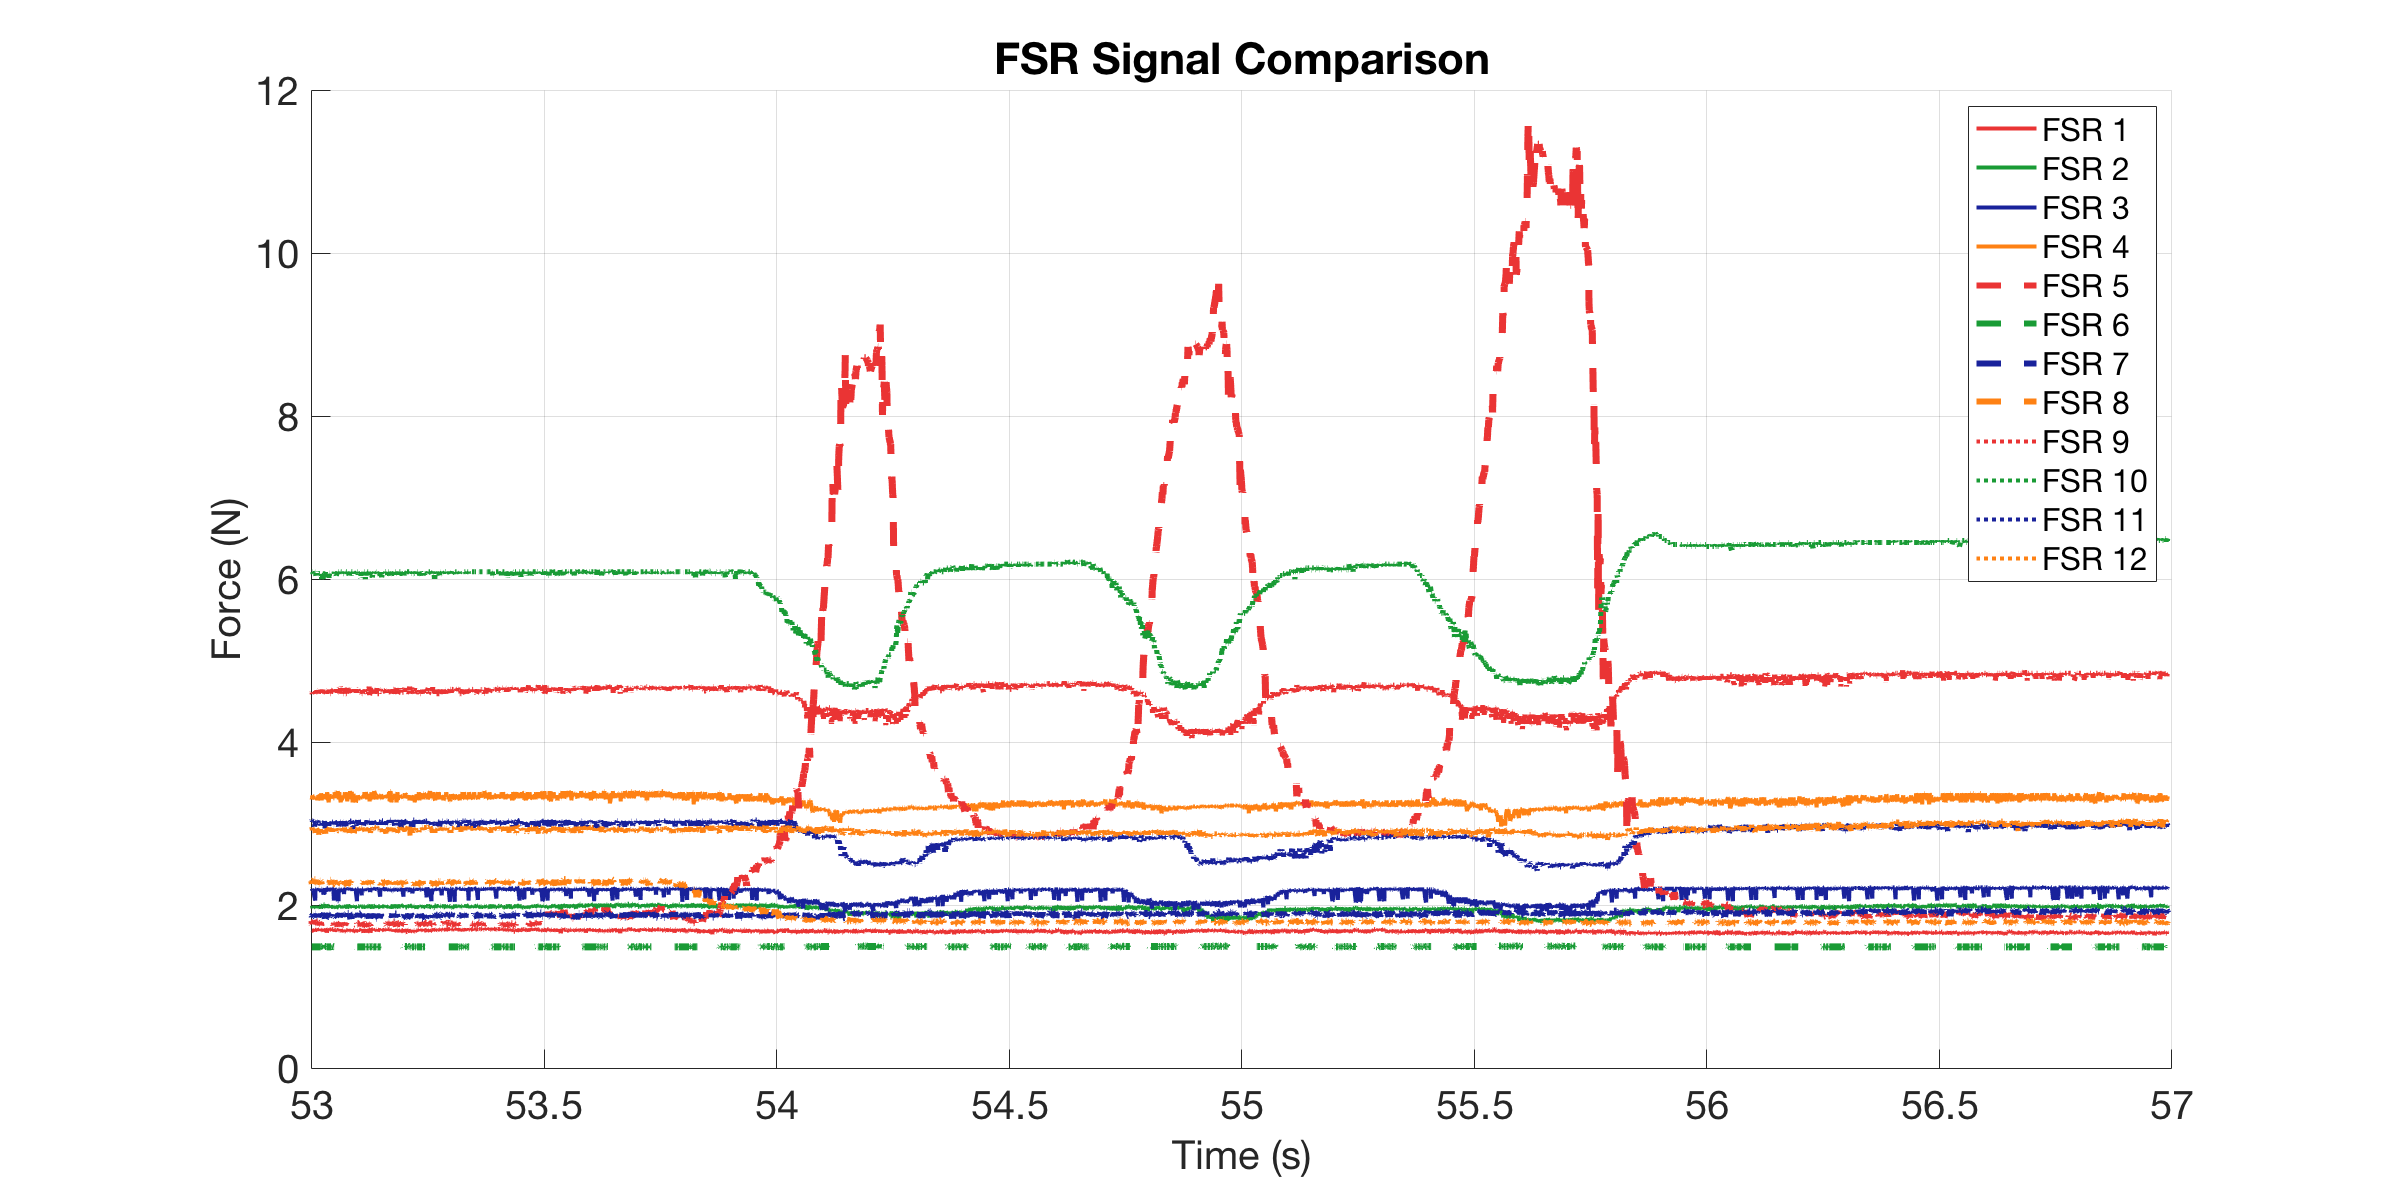 FSR Signal Comparison
12
10
8
6
4
2
0
Force (N)
53
53.5
54
54.5
55
55.5
56
56.5
57
Time (s)
FSR 1
FSR 2
FSR 3
FSR 4
FSR 5
FSR 6
FSR 7
FSR 8
FSR 9
FSR 10
FSR 11
FSR 12